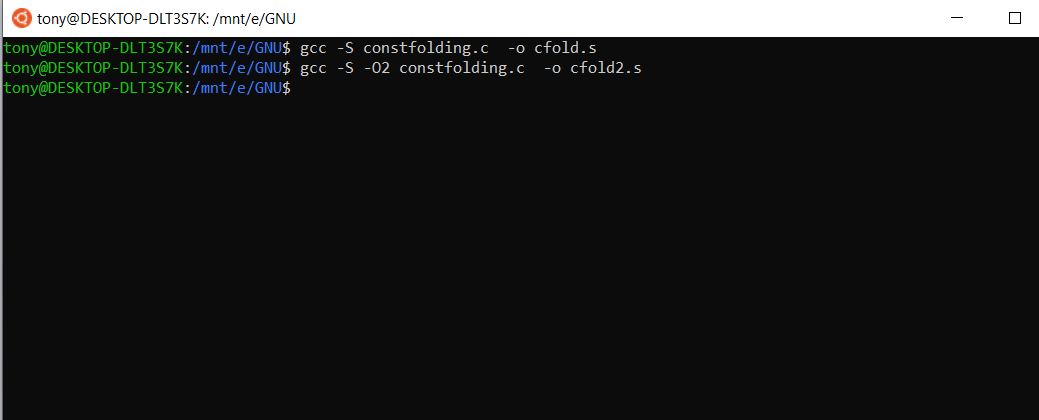 tony@DESKTOP-DLT3S7K: /mnt/e/GNU
tony@DESKTOP-DLT3S7K:/mnt/e/GNU$ gcc -S constfolding.c  -o cfold.s
tony@DESKTOP-DLT3S7K:/mnt/e/GNU$ gcc -S -O2 constfolding.c  -o cfold2.s
tony@DESKTOP-DLT3S7K:/mnt/e/GNU$